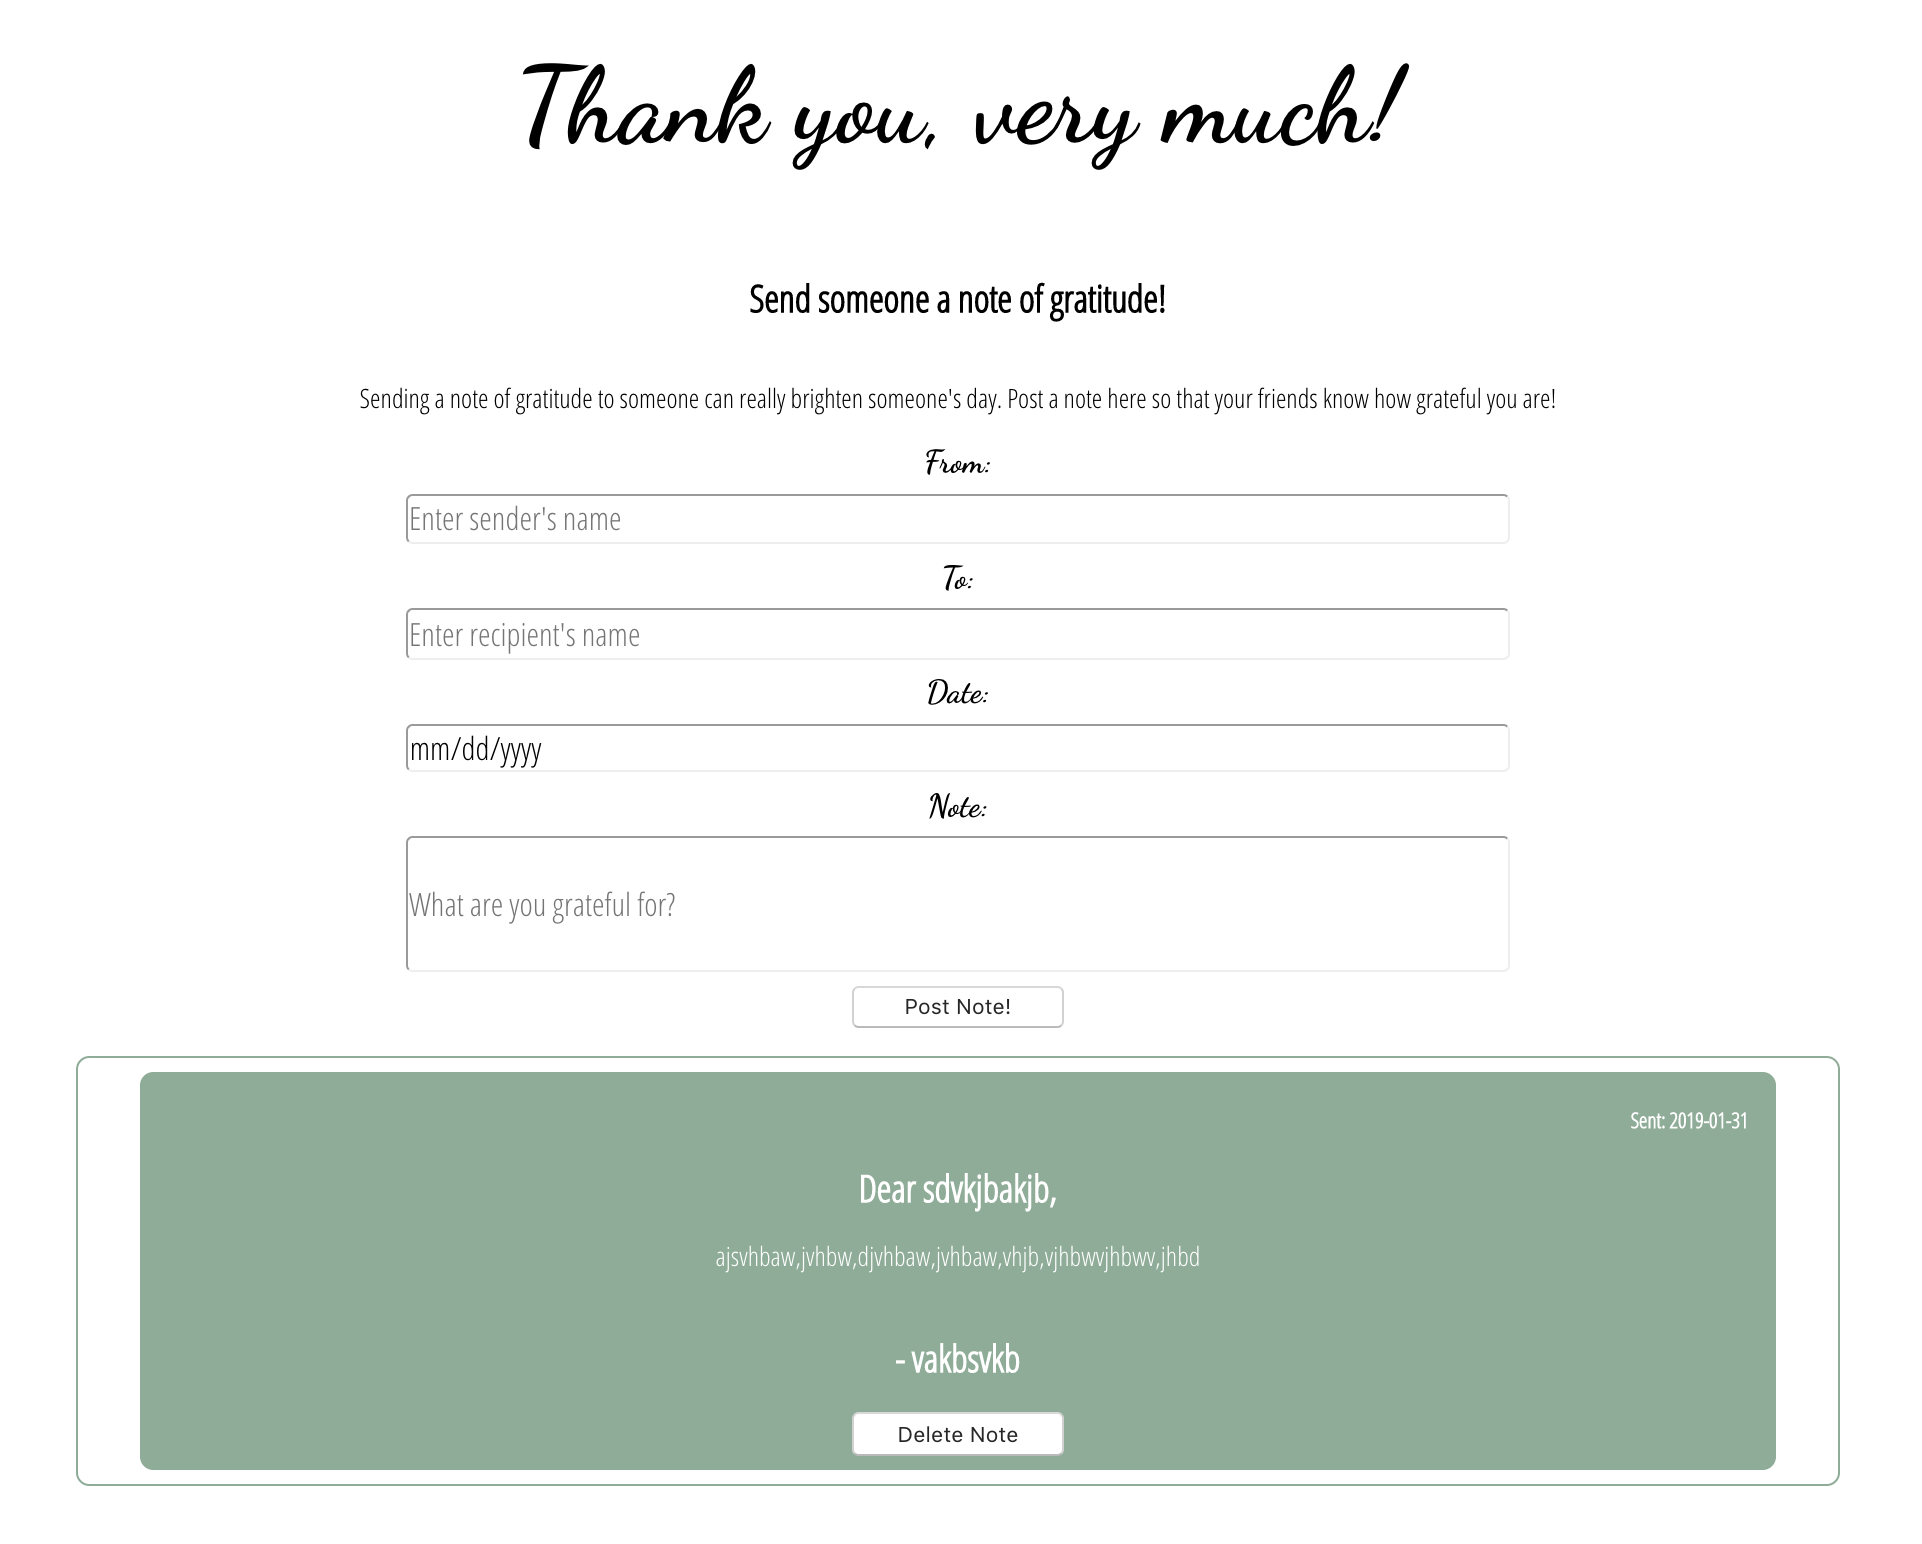 Thank you, very much!
Send someone a note of gratitude!
Sending a note of gratitude to someone can really brighten someone's day. Post a note here so that your friends know how grateful you are!
From:
Enter sender's name
To:
Enter recipient's name
Date:
mm/dd/yyyy
Note:
What are you grateful for?
Post Note!
Sent: 2019-01-31
Dear sdvkjbakjb,
ajsvhbaw,jvhbw,djvhbaw,jvhbaw,vhjb,vjhbwvjhbwv,jhbd
- vakbsvkb
Delete Note